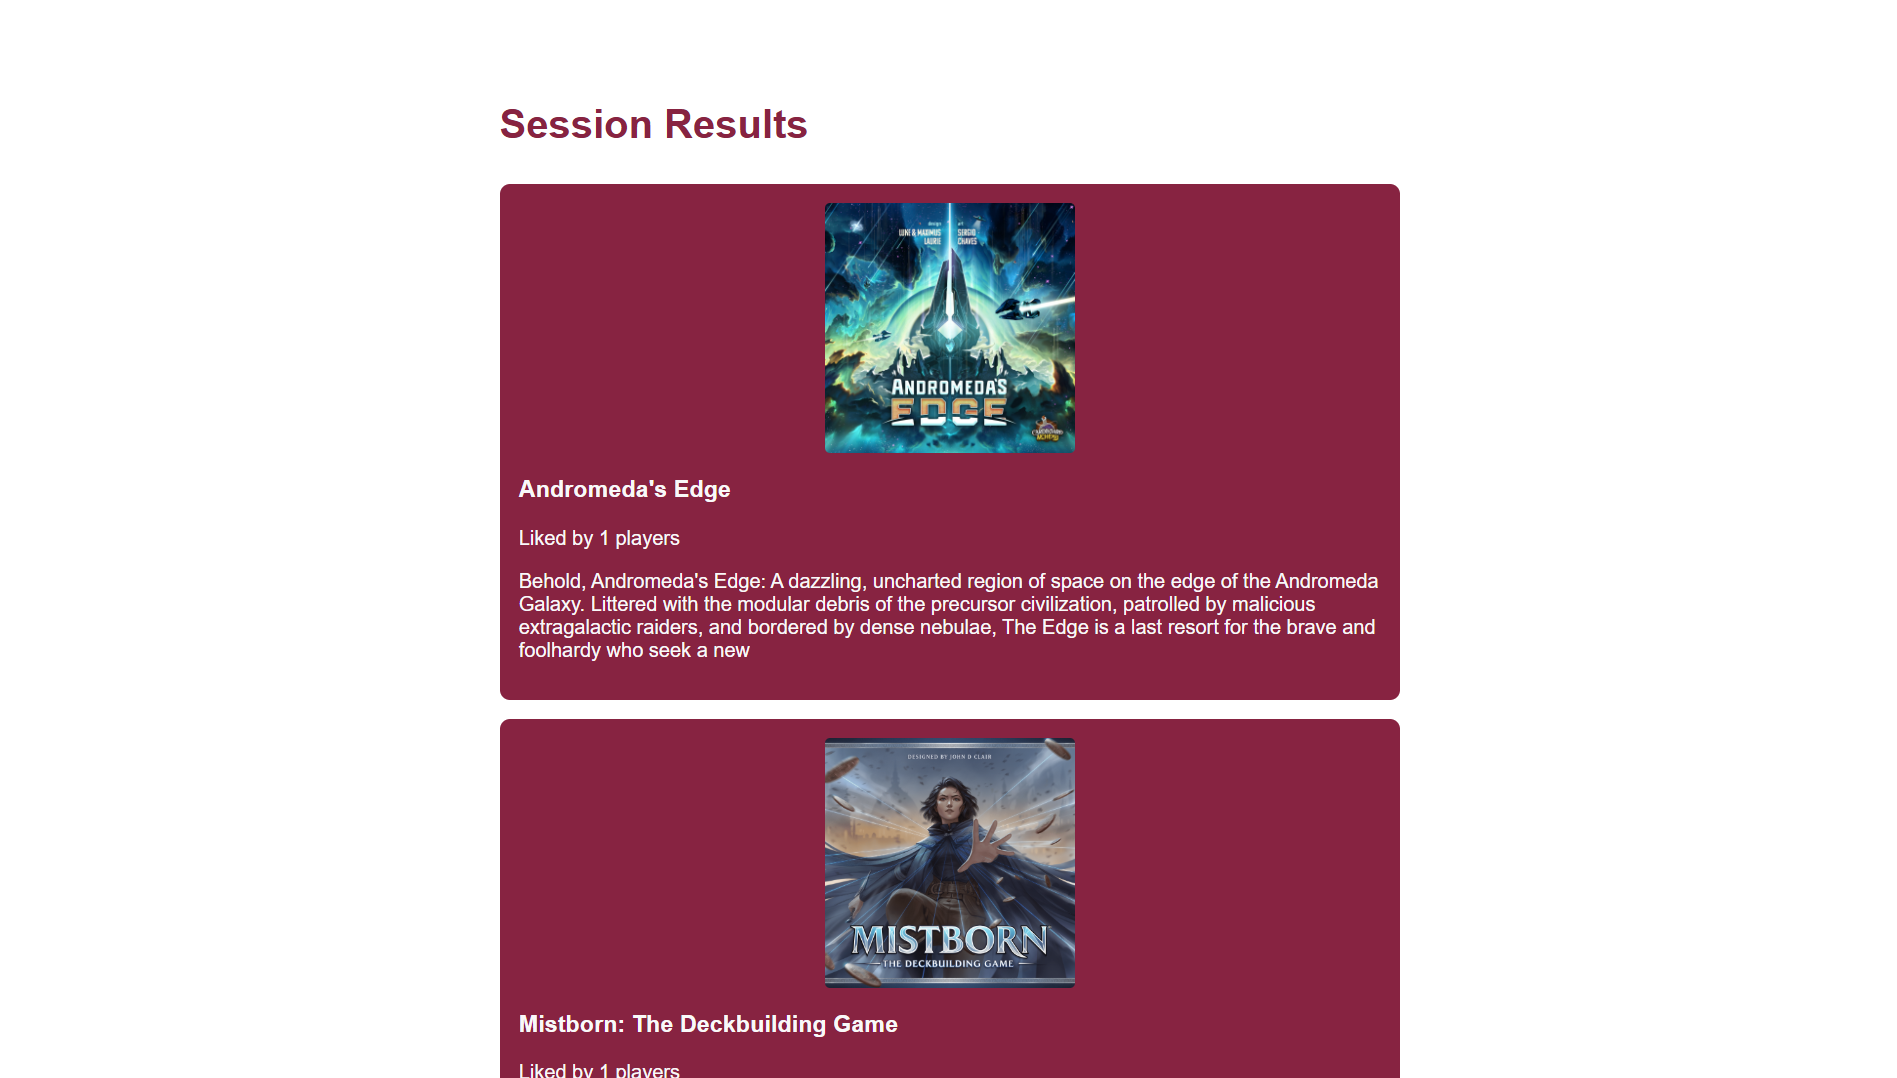 Session Results
design
art
LUNE & MAXIMUS
LAURIE
SERGIO
CHAVES
ANDROMEDA'S
EDGE
Andromeda's Edge
Liked by 1 players
Behold, Andromeda's Edge: A dazzling, uncharted region of space on the edge of the Andromeda
Galaxy. Littered with the modular debris of the precursor civilization, patrolled by malicious
extragalactic raiders, and bordered by dense nebulae, The Edge is a last resort for the brave and
foolhardy who seek a new
DESIGNED BY JOHN D CLAIR
MISTBORN
THE DECKBUILDING GAME
Mistborn: The Deckbuilding Game
Liked by 1 players